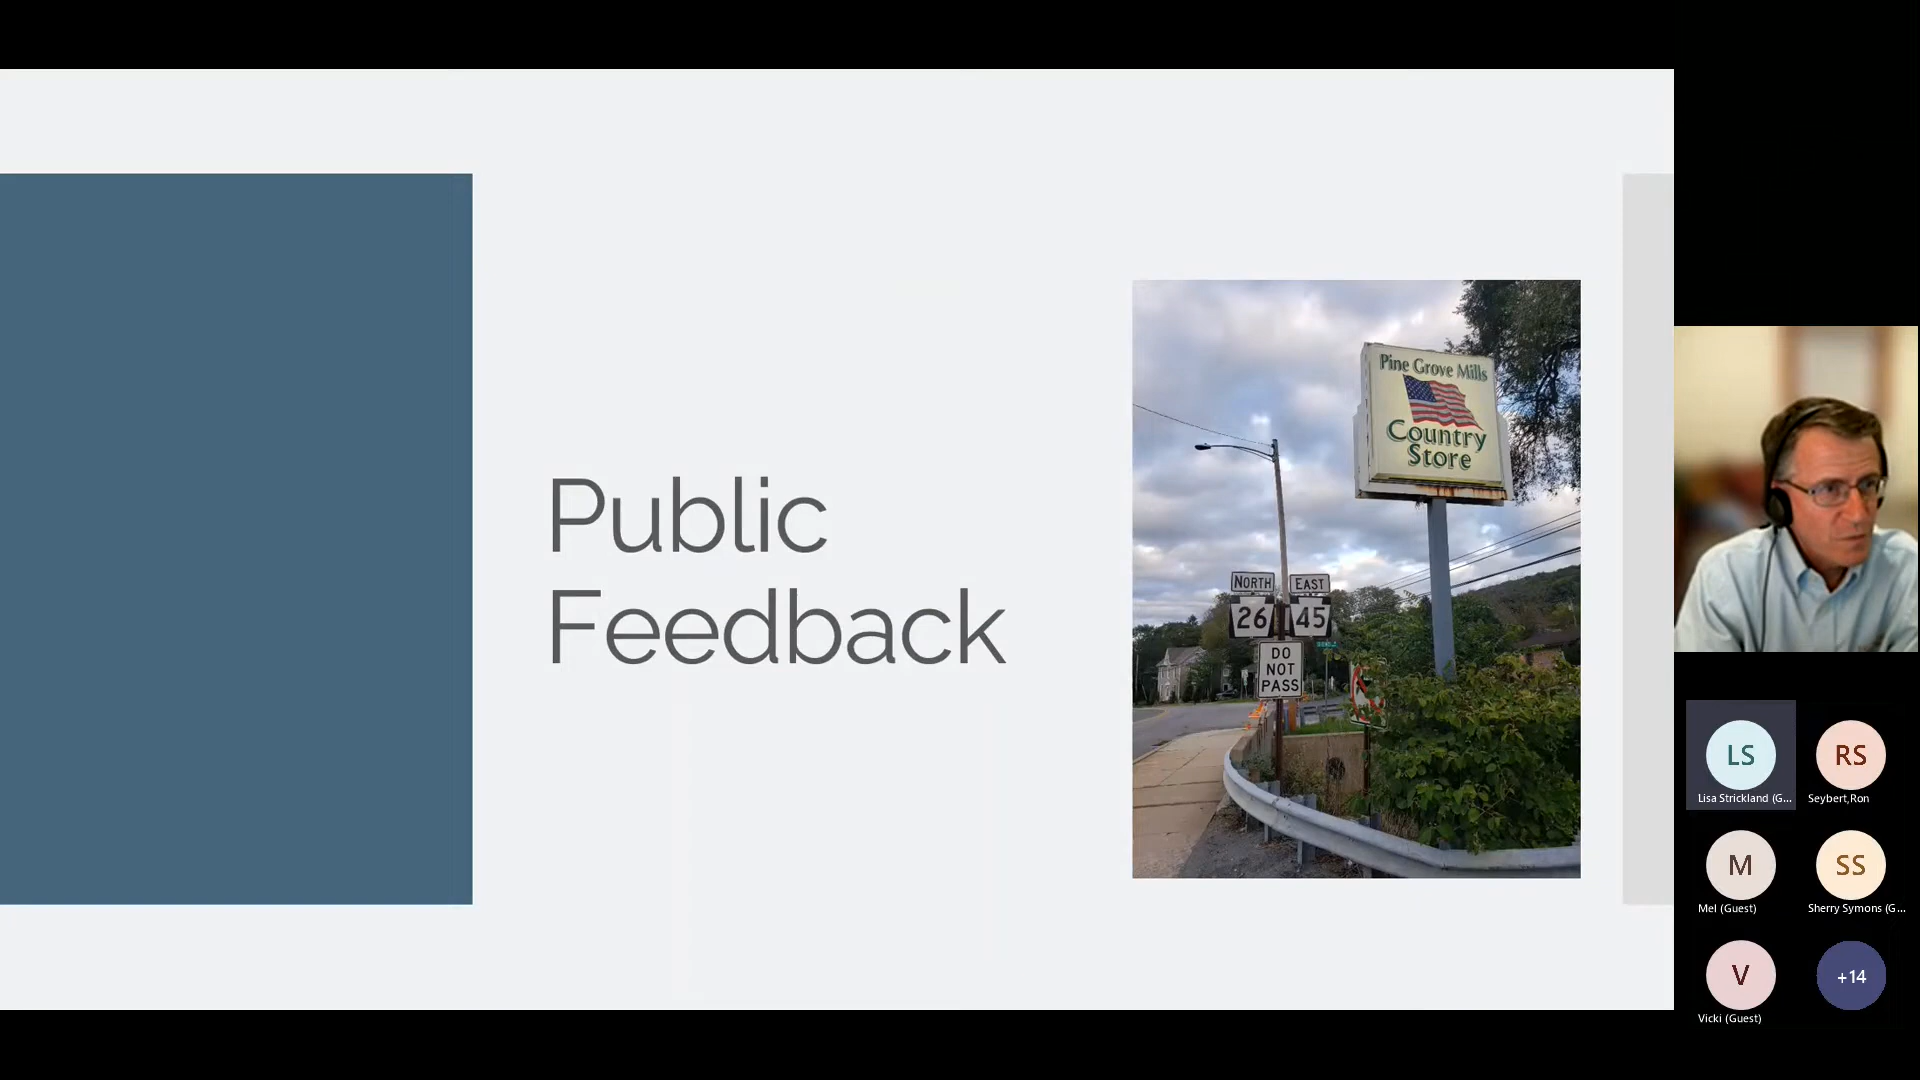 Public
Feedback
Pine Grove Mills
Country
Store
NORTH
EAST
26
45
DO
NOT
PASS
LS
Lisa Strickland (G...
RS
Seybert,Ron
M
Mel (Guest)
SS
Sherry Symons (G...
V
Vicki (Guest)
+14